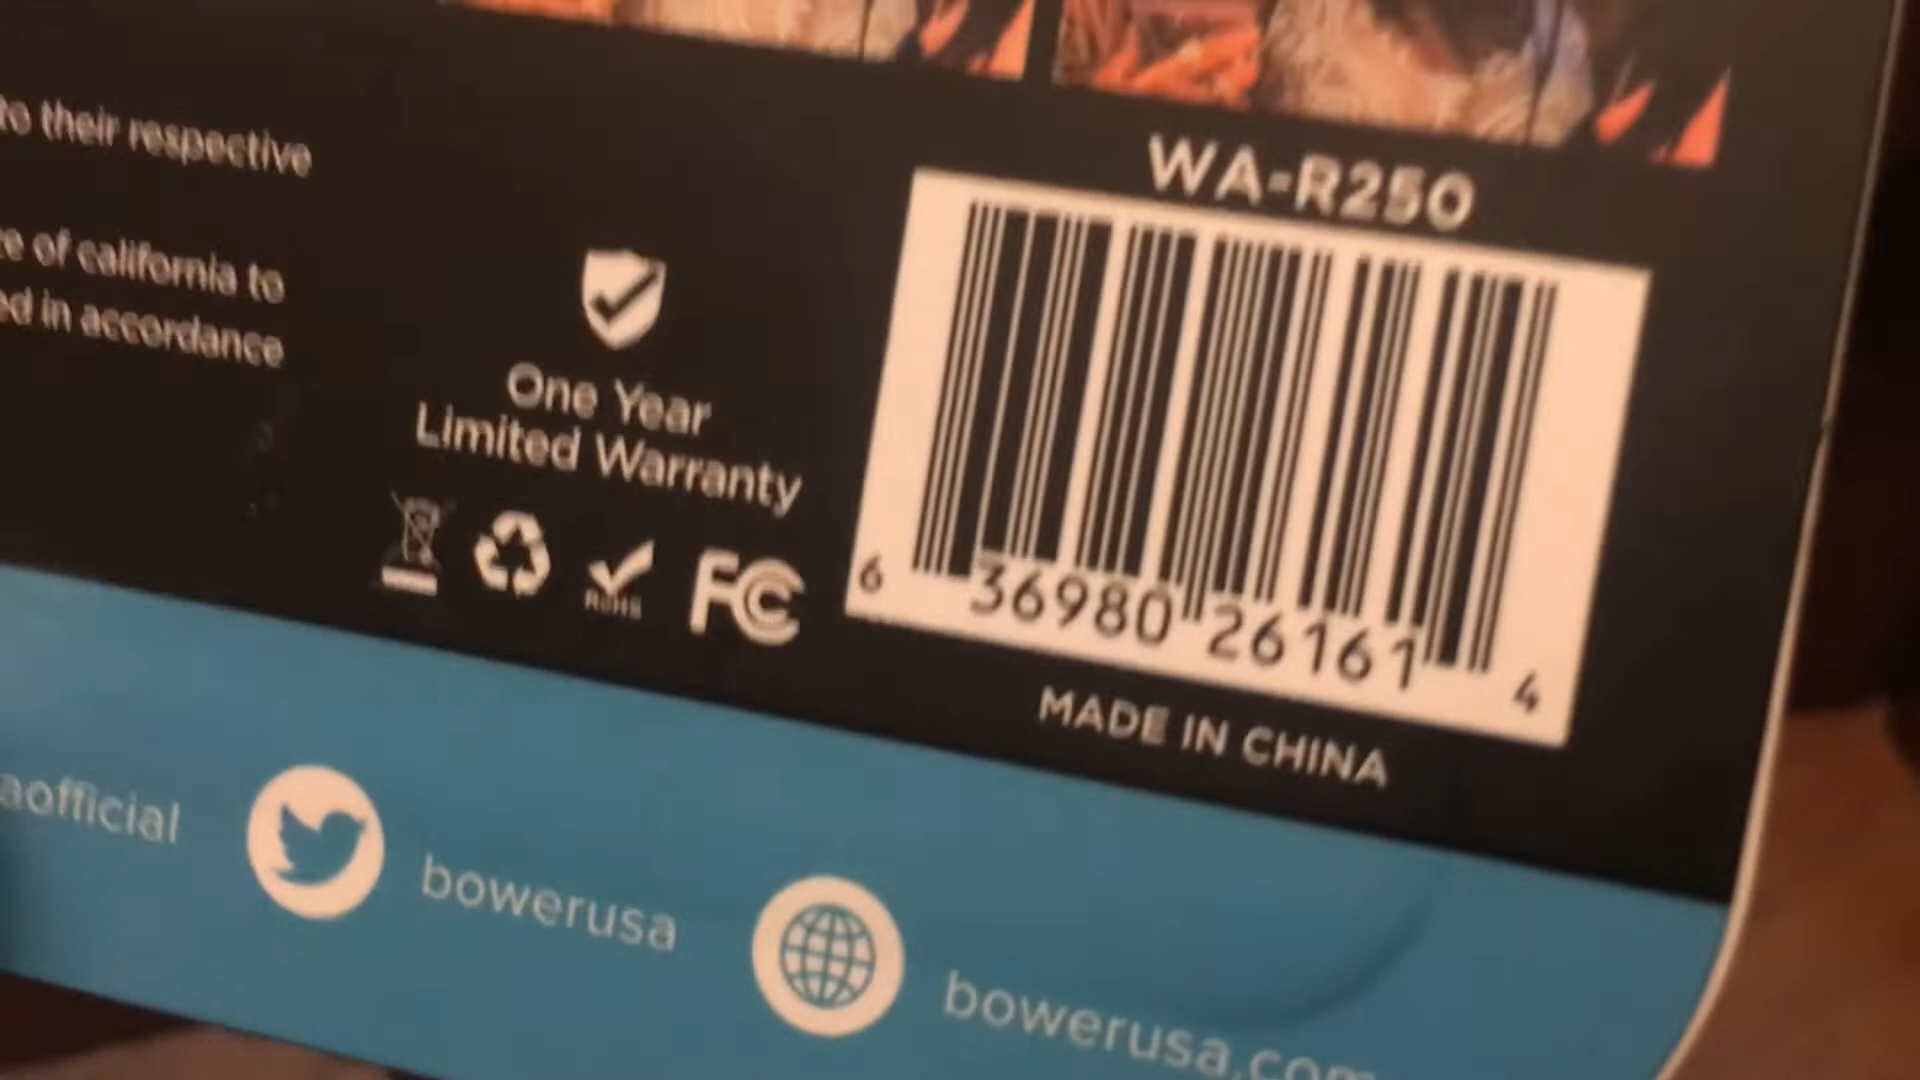 to their respective
of california to
in accordance
One Year
Limited Warranty
RoHS
FC
WA-R250
6 36980 26161 4
MADE IN CHINA
aofficial
bowerusa
bowerusa.com